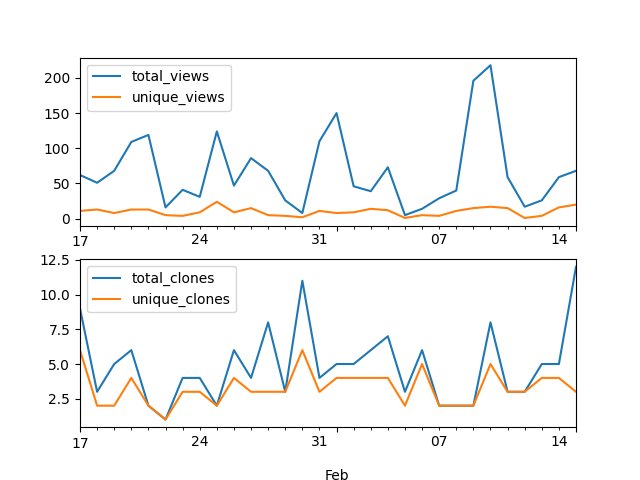 200
150
100
50
0
total_views
unique_views
17 24 31 07 14
12.5
10.0
7.5
5.0
2.5
total_clones
unique_clones
17 24 31 07 14
Feb